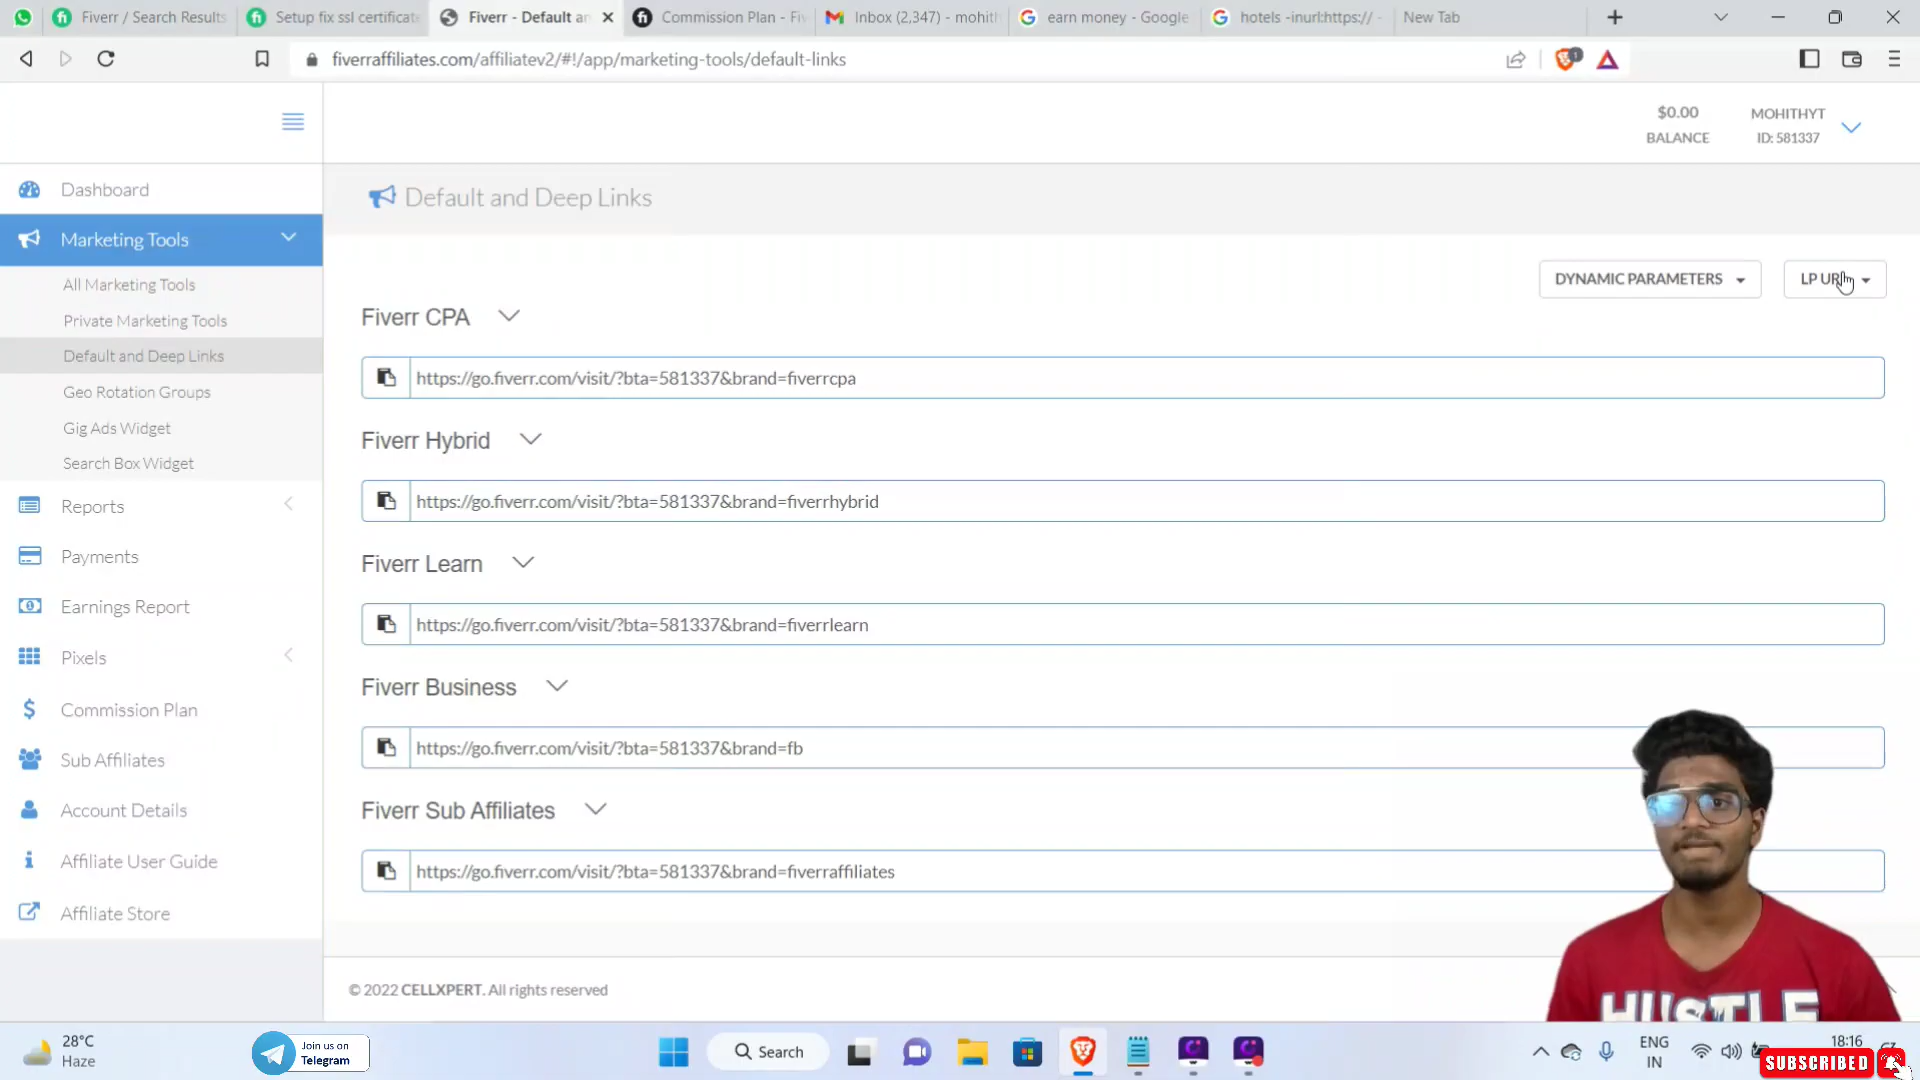 Fiverr / Search Results
Setup fix ssl certificate
Fiverr - Default an
Commission Plan - Fiv
Inbox (2,347) - mohith
earn money - Google
hotels -inurl:https:// -
New Tab
fiverraffiliates.com/affiliatev2/#!/app/marketing-tools/default-links
1
$0.00
BALANCE
MOHITHYT
ID: 581337
Dashboard
Marketing Tools
All Marketing Tools
Private Marketing Tools
Default and Deep Links
Geo Rotation Groups
Gig Ads Widget
Search Box Widget
Reports
Payments
Earnings Report
Pixels
Commission Plan
Sub Affiliates
Account Details
Affiliate User Guide
Affiliate Store
Default and Deep Links
DYNAMIC PARAMETERS
LP
Fiverr CPA
https://go.fiverr.com/visit/?bta=581337&brand=fiverrcpa
Fiverr Hybrid
https://go.fiverr.com/visit/?bta=581337&brand=fiverrhybrid
Fiverr Learn
https://go.fiverr.com/visit/?bta=581337&brand=fiverrlearn
Fiverr Business
https://go.fiverr.com/visit/?bta=581337&brand=fb
Fiverr Sub Affiliates
https://go.fiverr.com/visit/?bta=581337&brand=fiverraffiliates
© 2022 CELLXPERT. All rights reserved
HUSTLE
28°C
Haze
Join us on
Telegram
Search
ENG
IN
18:16
SUBSCRIBED